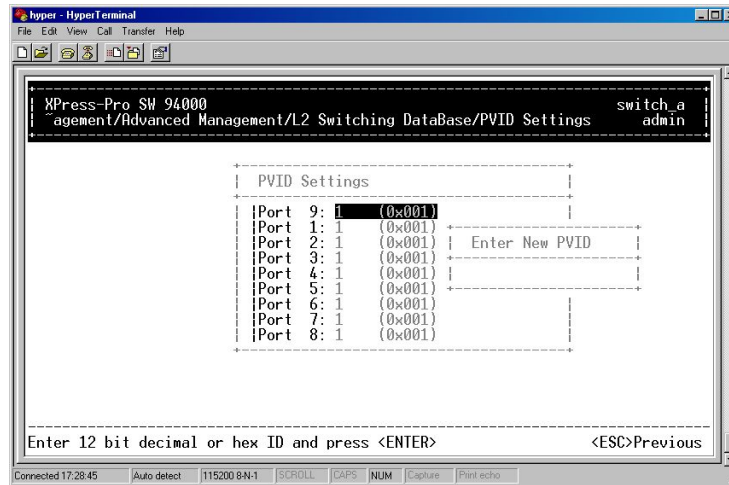 hyper - HyperTerminal
File Edit View Call Transfer Help
XPress-Pro SW 94000 switch_a
~agement/Advanced Management/L2 Switching DataBase/PVID Settings admin
PVID Settings
Port 9: 1 (0x001)
Port 1: 1 (0x001)
Port 2: 1 (0x001) Enter New PVID
Port 3: 1 (0x001)
Port 4: 1 (0x001)
Port 5: 1 (0x001)
Port 6: 1 (0x001)
Port 7: 1 (0x001)
Port 8: 1 (0x001)
Enter 12 bit decimal or hex ID and press <ENTER> <ESC>Previous
Connected 17:28:45 Auto detect 115200 8-N-1 SCROLL CAPS NUM Capture Print echo